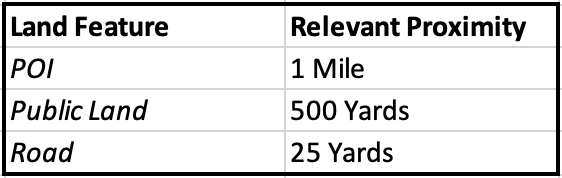 Land Feature Relevant Proximity
POI 1 Mile
Public Land 500 Yards
Road 25 Yards